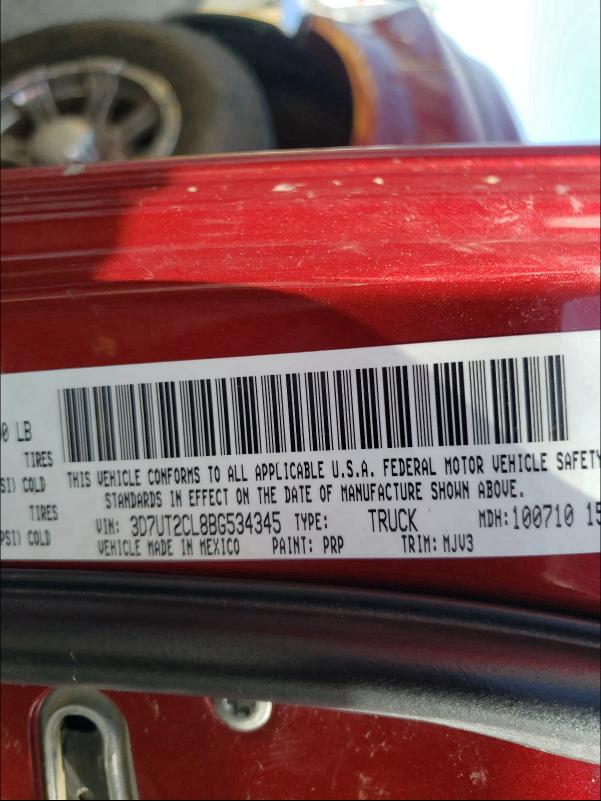 0 LB
TIRES
SI) COLD
TIRES
PSI) COLD
THIS VEHICLE CONFORMS TO ALL APPLICABLE U.S.A. FEDERAL MOTOR VEHICLE SAFETY
STANDARDS IN EFFECT ON THE DATE OF MANUFACTURE SHOWN ABOVE.
VIN: 3D7UT2CL8BG534345 TYPE: TRUCK MDH:100710 15
VEHICLE MADE IN MEXICO PAINT: PRP TRIM: MJV3